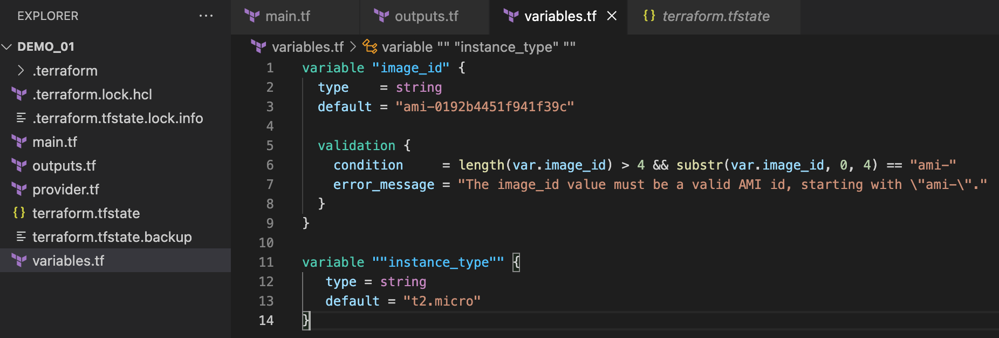 EXPLORER ...
DEMO_01
.terraform
.terraform.lock.hcl
.terraform.tfstate.lock.info
main.tf
outputs.tf
provider.tf
{} terraform.tfstate
terraform.tfstate.backup
variables.tf
main.tf outputs.tf variables.tf {} terraform.tfstate
variables.tf > variable "" "instance_type" ""
1 variable "image_id" {
2   type    = string
3   default = "ami-0192b4451f941f39c"
4
5   validation {
6     condition     = length(var.image_id) > 4 && substr(var.image_id, 0, 4) == "ami-"
7     error_message = "The image_id value must be a valid AMI id, starting with \"ami-\"."
8   }
9 }
10
11 variable ""instance_type"" {
12    type = string
13    default = "t2.micro"
14 }